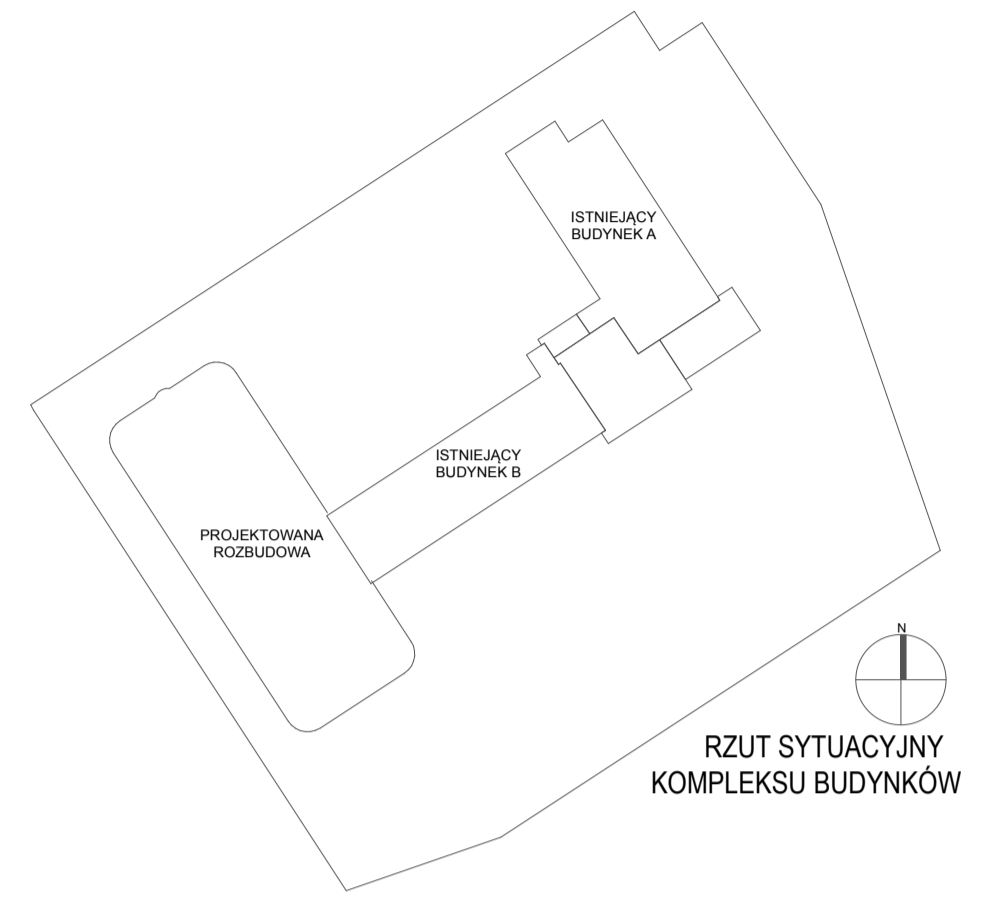 ISTNIEJĄCY
BUDYNEK A
ISTNIEJĄCY
BUDYNEK B
PROJEKTOWANA
ROZBUDOWA
N
RZUT SYTUACYJNY
KOMPLEKSU BUDYNKÓW